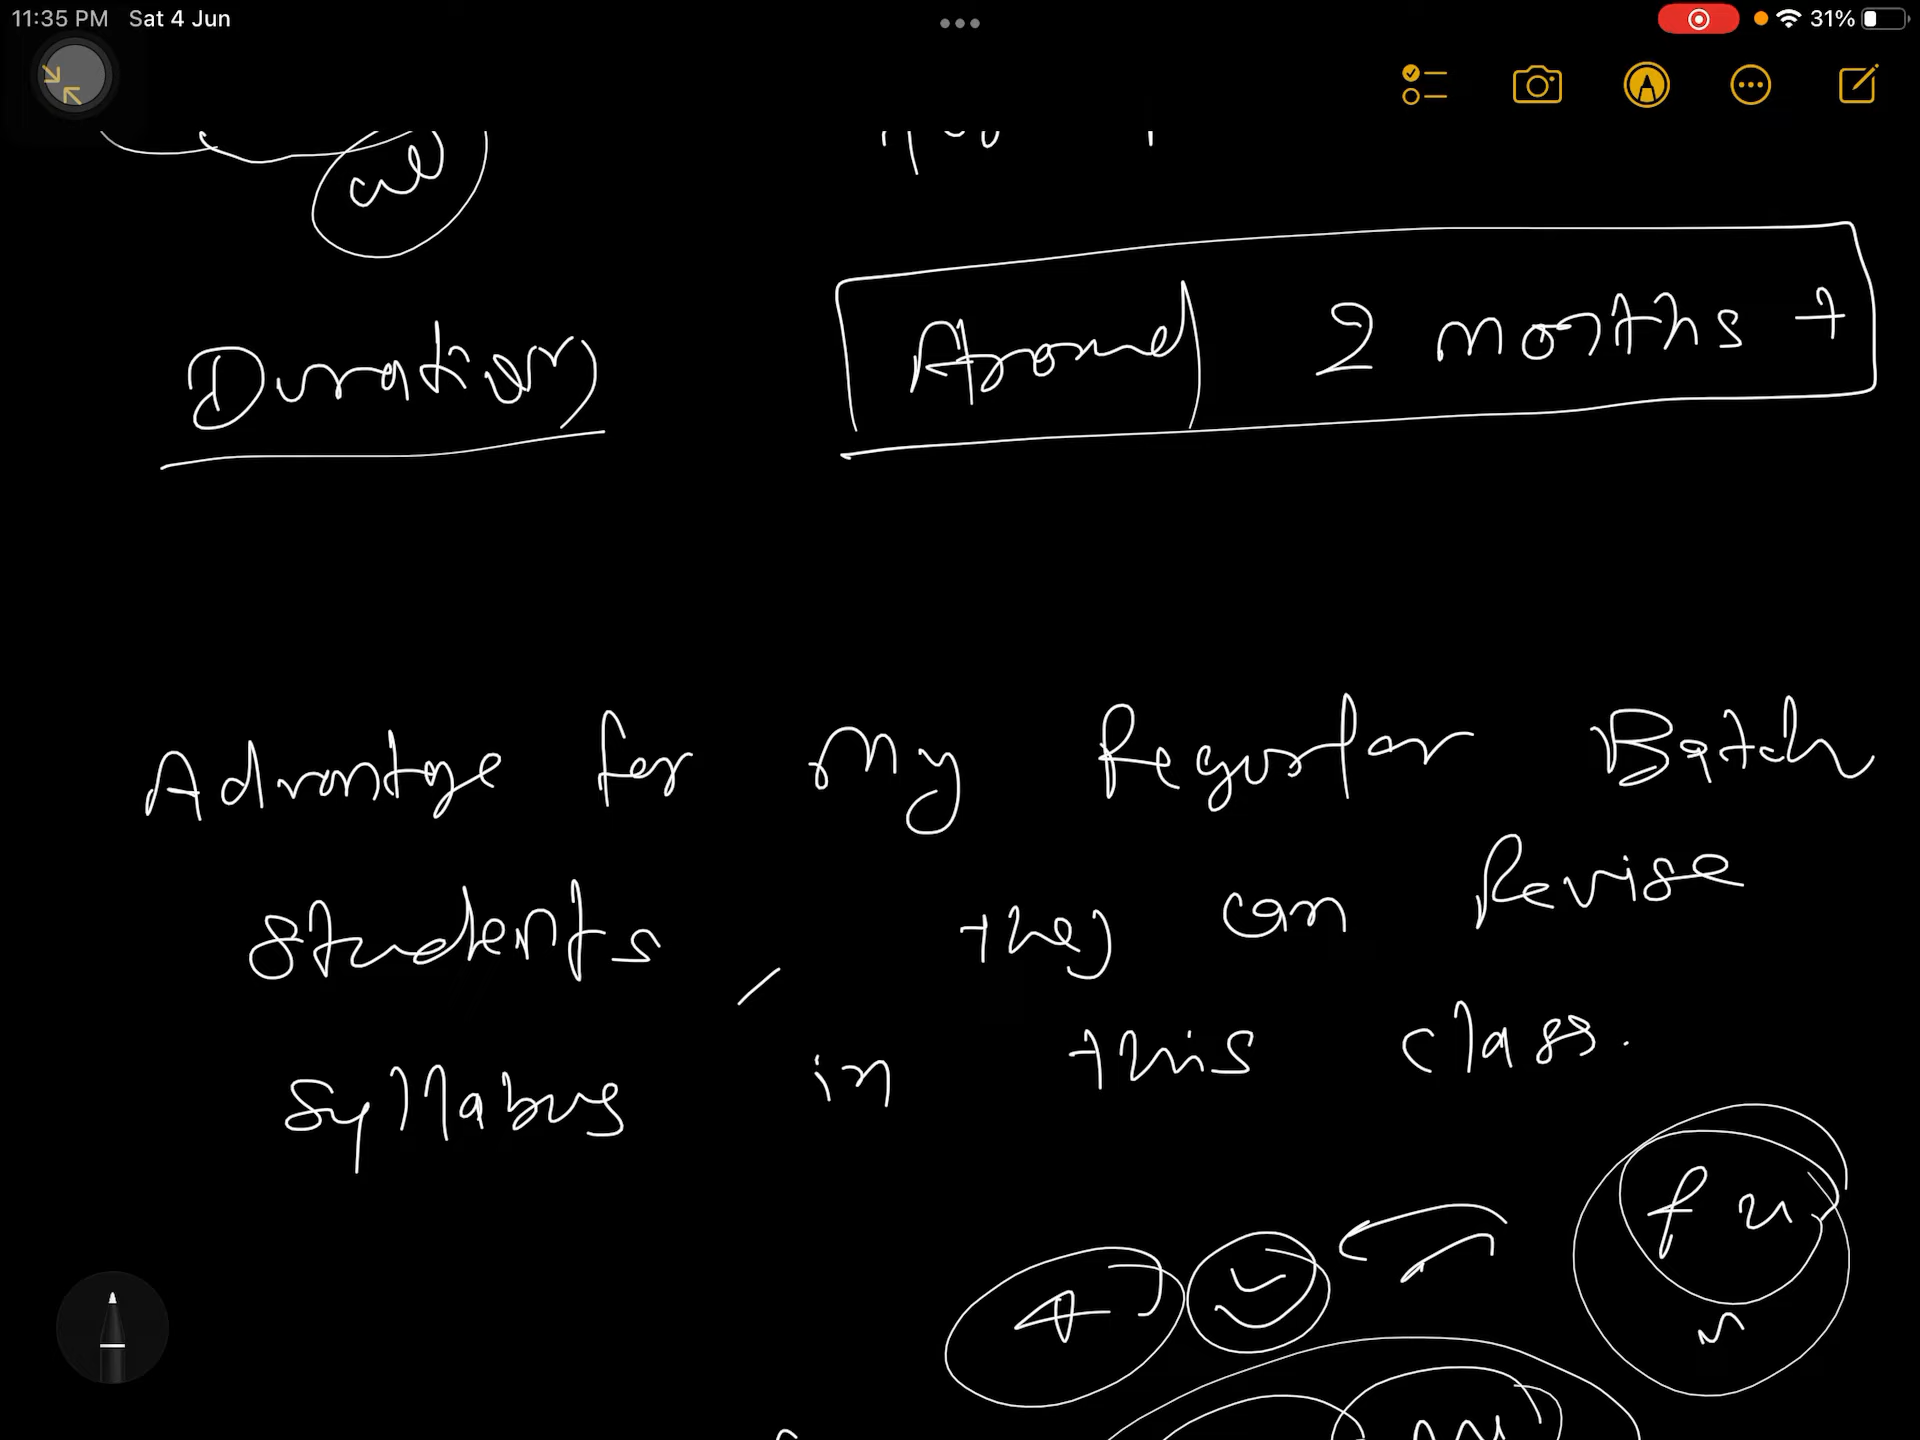 11:35 PM Sat 4 Jun
31%
Duration
Around 2 months +
Advantage for my Regular Batch
students, they can Revise
syllabus in this class.